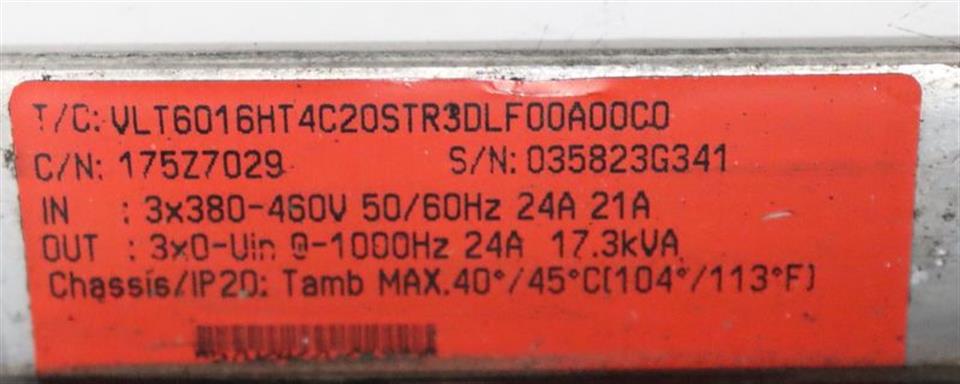 T/C: VLT6016HT4C20STR3DLF00A00C0
C/N: 175Z7029 S/N: 035823G341
IN : 3x380-460V 50/60Hz 24A 21A
OUT : 3x0-Uin 0-1000Hz 24A 17.3kVA
Chassis/IP20: Tamb MAX.40°/45°C(104°/113°F)